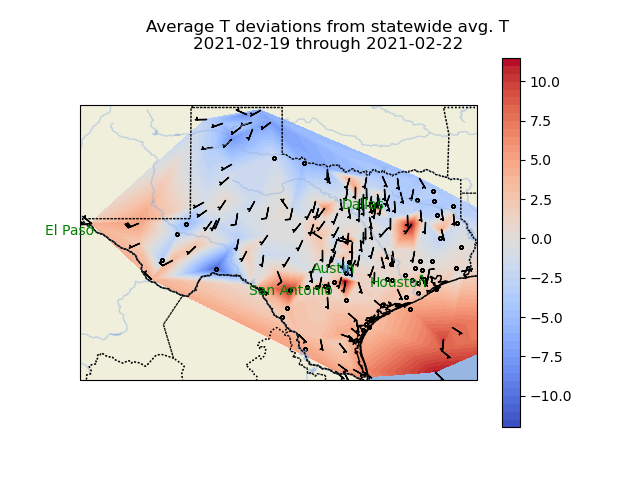 Average T deviations from statewide avg. T
2021-02-19 through 2021-02-22
10.0
7.5
5.0
2.5
0.0
−2.5
−5.0
−7.5
−10.0
Dallas
El Paso
Austin
Houston
San Antonio